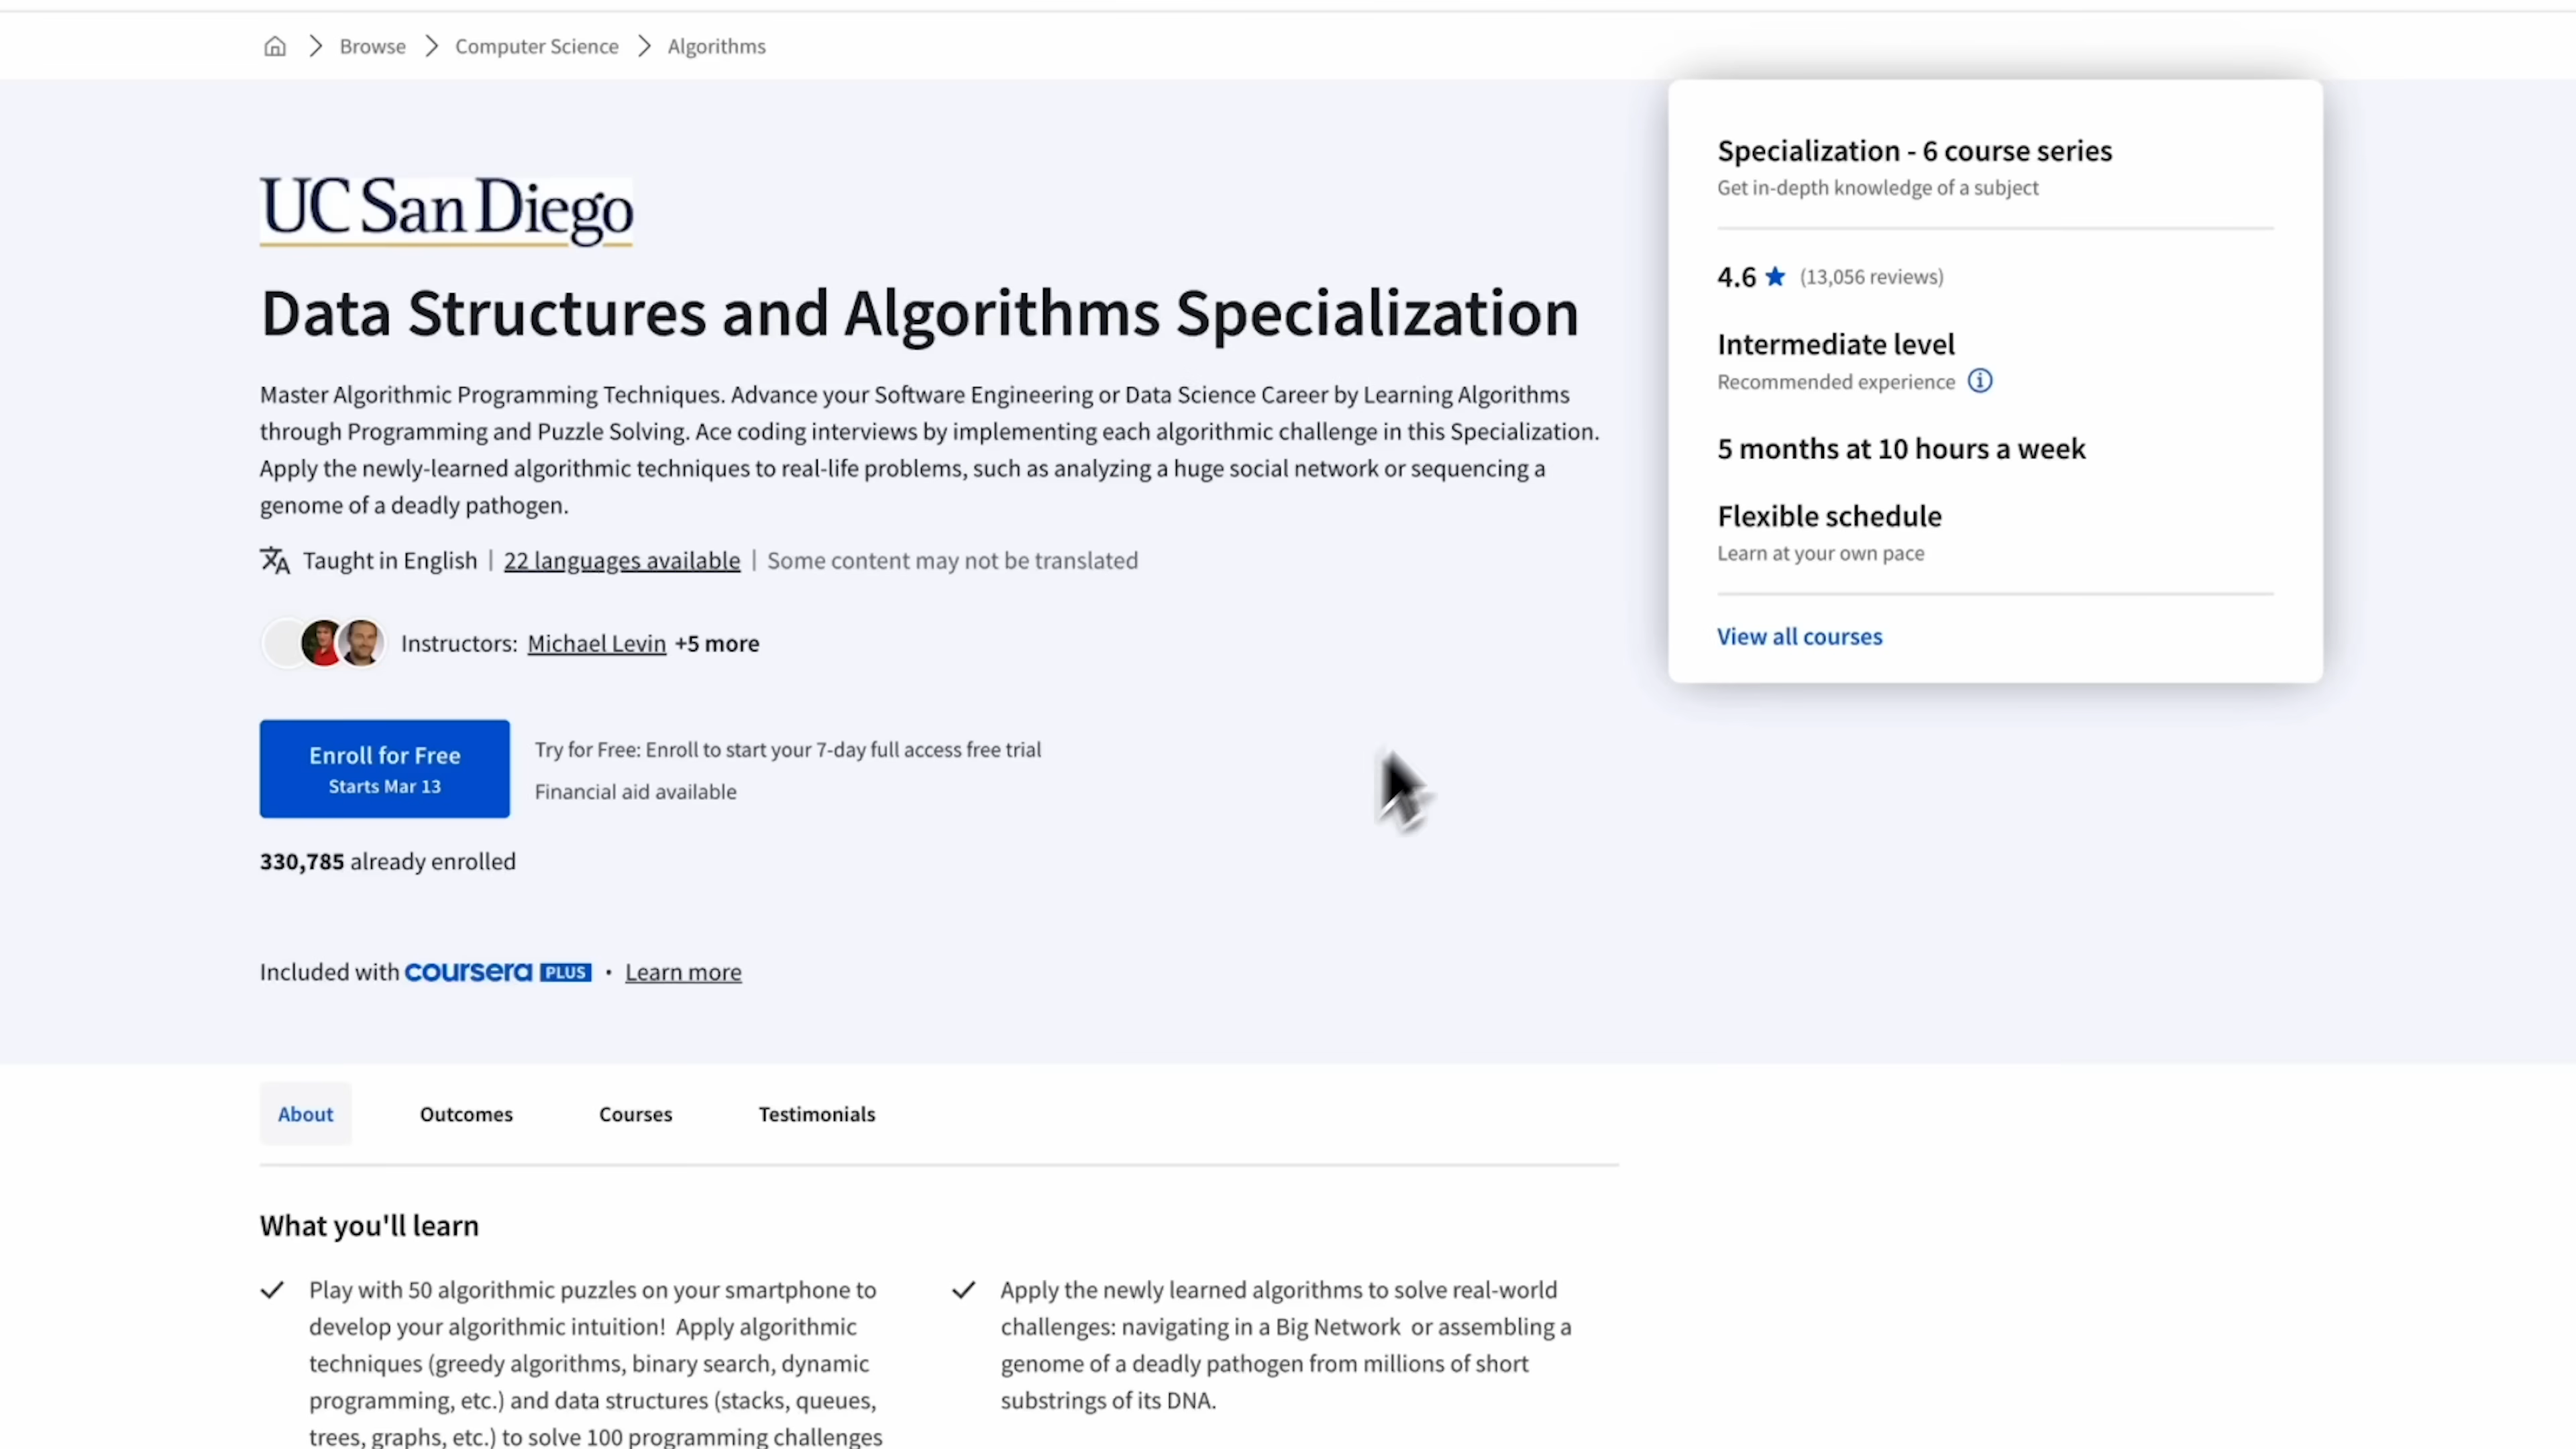 Browse Computer Science Algorithms
UC San Diego
Data Structures and Algorithms Specialization
Master Algorithmic Programming Techniques. Advance your Software Engineering or Data Science Career by Learning Algorithms
through Programming and Puzzle Solving. Ace coding interviews by implementing each algorithmic challenge in this Specialization.
Apply the newly-learned algorithmic techniques to real-life problems, such as analyzing a huge social network or sequencing a
genome of a deadly pathogen.
Taught in English | 22 languages available | Some content may not be translated
Instructors: Michael Levin +5 more
Enroll for Free
Starts Mar 13
Try for Free: Enroll to start your 7-day full access free trial
Financial aid available
330,785 already enrolled
Included with coursera PLUS • Learn more
Specialization - 6 course series
Get in-depth knowledge of a subject
4.6 ★ (13,056 reviews)
Intermediate level
Recommended experience
5 months at 10 hours a week
Flexible schedule
Learn at your own pace
View all courses
About Outcomes Courses Testimonials
What you'll learn
Play with 50 algorithmic puzzles on your smartphone to
develop your algorithmic intuition! Apply algorithmic
techniques (greedy algorithms, binary search, dynamic
programming, etc.) and data structures (stacks, queues,
trees, graphs, etc.) to solve 100 programming challenges
Apply the newly learned algorithms to solve real-world
challenges: navigating in a Big Network or assembling a
genome of a deadly pathogen from millions of short
substrings of its DNA.